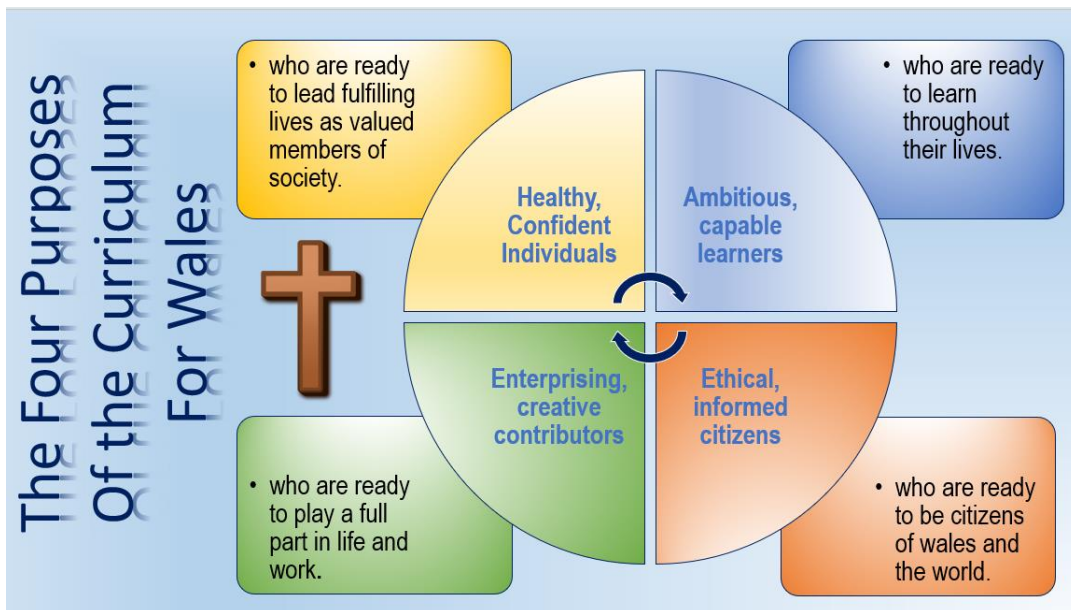 The Four Purposes
Of the Curriculum
For Wales
• who are ready
to lead fulfilling
lives as valued
members of
society.
Healthy,
Confident
Individuals
Ambitious,
capable
learners
• who are ready
to learn
throughout
their lives.
Enterprising,
creative
contributors
Ethical,
informed
citizens
• who are ready
to play a full
part in life and
work.
• who are ready
to be citizens
of wales and
the world.